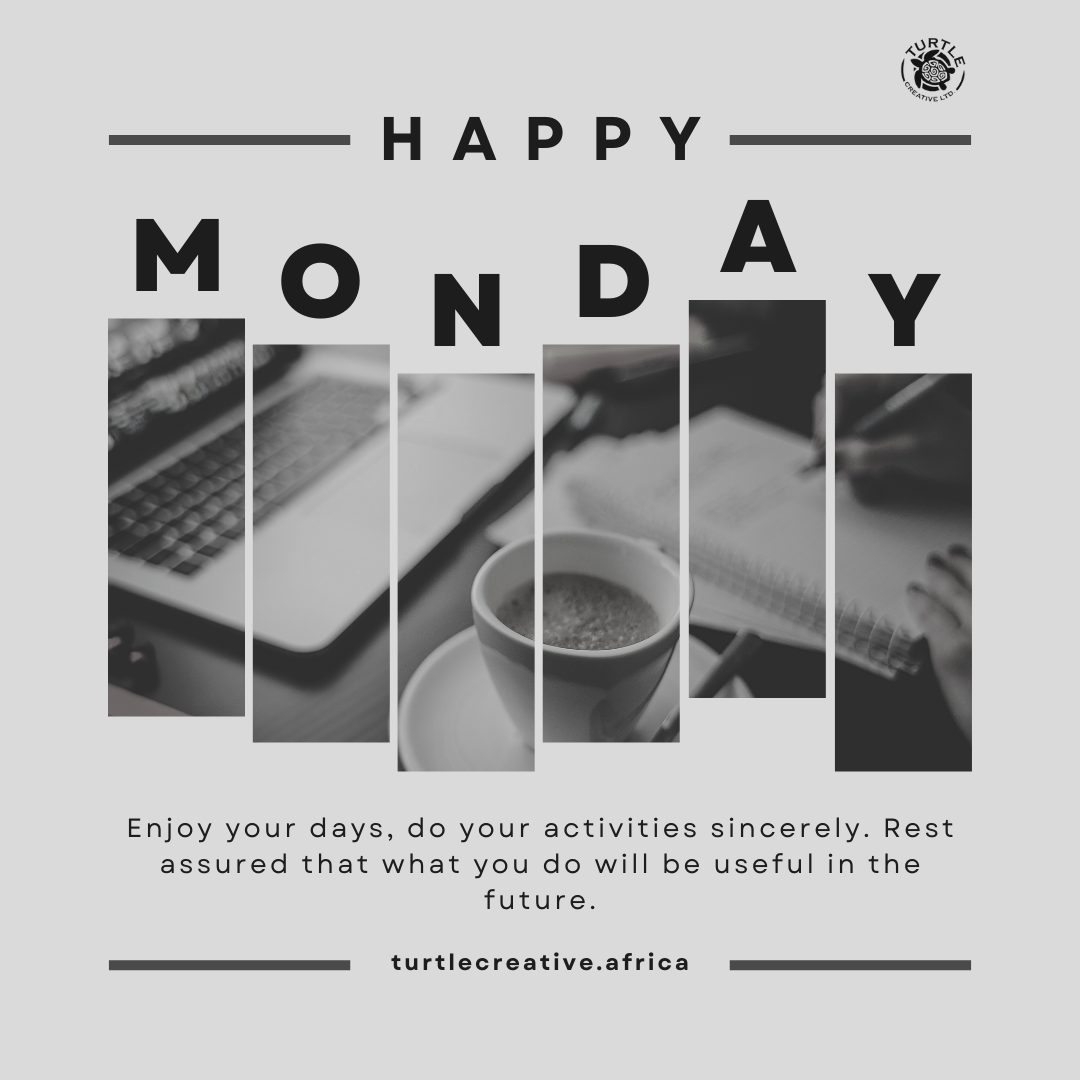 TURTLE
CREATIVE LTD.
HAPPY
MONDAY
Enjoy your days, do your activities sincerely. Rest
assured that what you do will be useful in the
future.
turtlecreative.africa